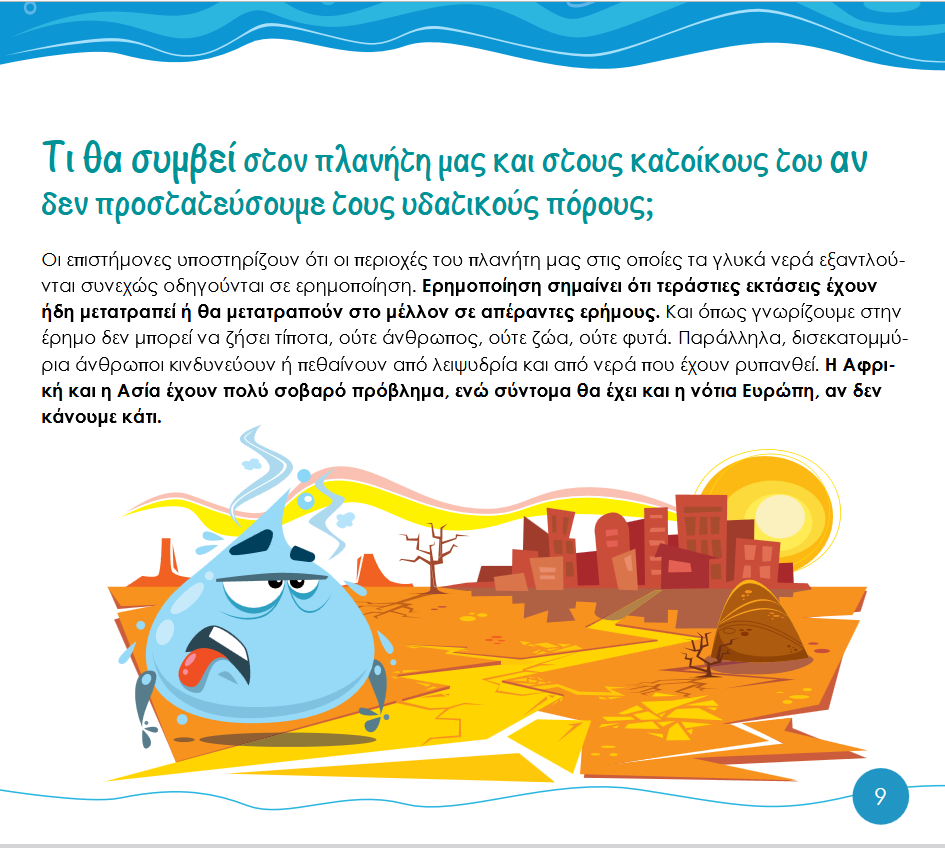 Τι θα συμβεί στον πλανήτη μας και στους κατοίκους του αν
δεν προστατεύσουμε τους υδατικούς πόρους;
Οι επιστήμονες υποστηρίζουν ότι οι περιοχές του πλανήτη μας στις οποίες τα γλυκά νερά εξαντλού-
νται συνεχώς οδηγούνται σε ερημοποίηση. Ερημοποίηση σημαίνει ότι τεράστιες εκτάσεις έχουν
ήδη μετατραπεί ή θα μετατραπούν στο μέλλον σε απέραντες ερήμους. Και όπως γνωρίζουμε στην
έρημο δεν μπορεί να ζήσει τίποτα, ούτε άνθρωπος, ούτε ζώα, ούτε φυτά. Παράλληλα, δισεκατομμύ-
ρια άνθρωποι κινδυνεύουν ή πεθαίνουν από λειψυδρία και από νερά που έχουν ρυπανθεί. Η Αφρι-
κή και η Ασία έχουν πολύ σοβαρό πρόβλημα, ενώ σύντομα θα έχει και η νότια Ευρώπη, αν δεν
κάνουμε κάτι.
9